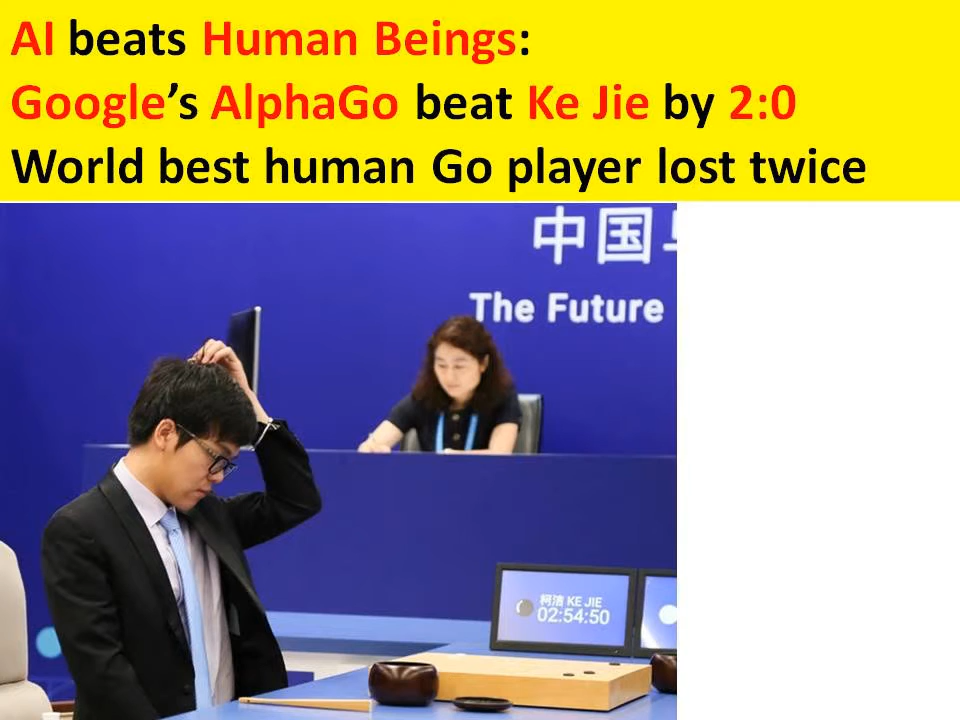 AI beats Human Beings:
Google’s AlphaGo beat Ke Jie by 2:0
World best human Go player lost twice
中国
The Future
柯洁 KE JIE
02:54:50